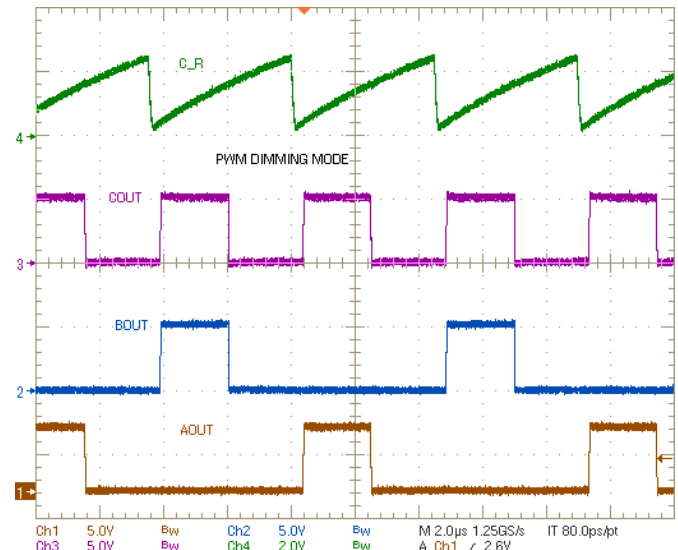 C_R
4
PWM DIMMING MODE
COUT
3
BOUT
2
AOUT
1
Ch1 5.0V Bw Ch2 5.0V Bw M 2.0µs 1.25GS/s IT 80.0ps/pt
Ch3 5.0V Bw Ch4 2.0V Bw A Ch1 / 2.6V